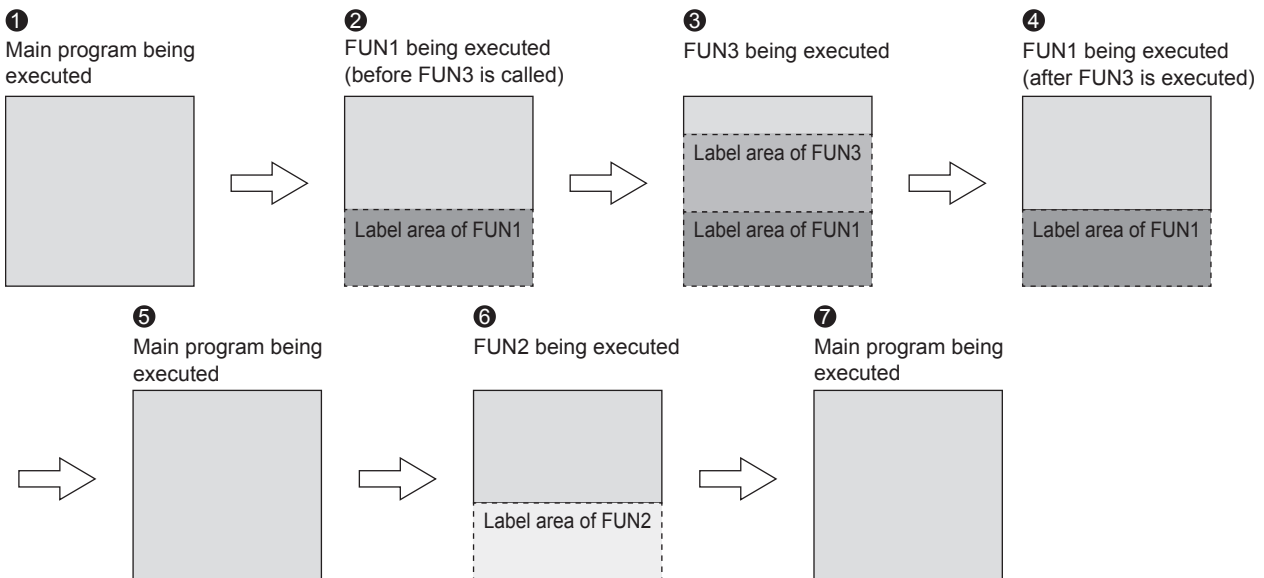 ❶
Main program being
executed
❷
FUN1 being executed
(before FUN3 is called)
❸
FUN3 being executed
❹
FUN1 being executed
(after FUN3 is executed)
Label area of FUN1
Label area of FUN3
Label area of FUN1
Label area of FUN1
❺
Main program being
executed
❻
FUN2 being executed
❼
Main program being
executed
Label area of FUN2